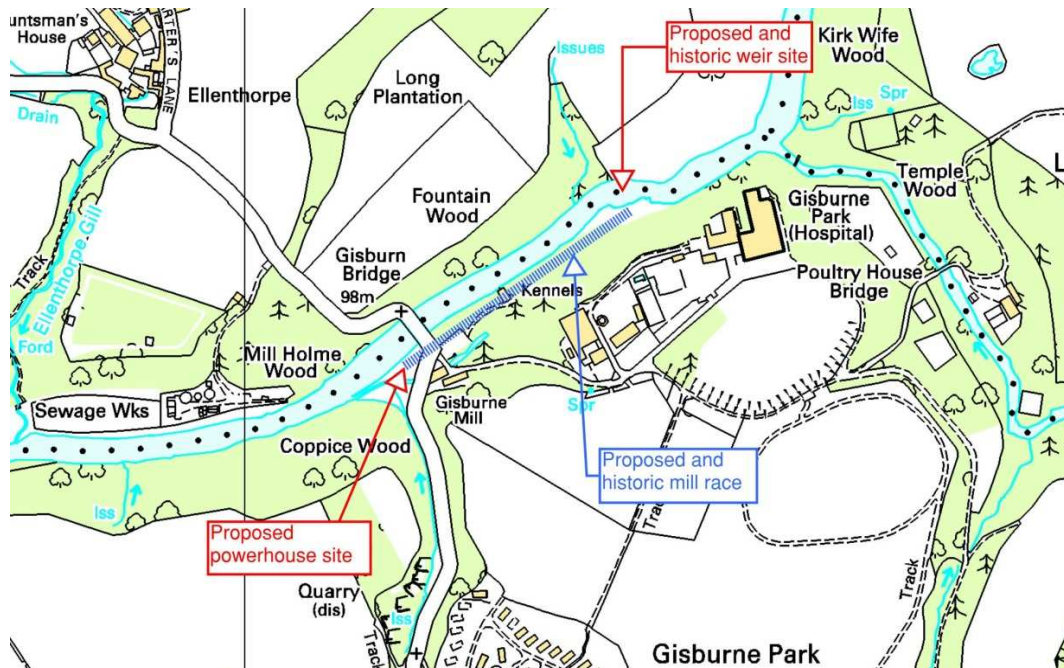 untsman's
House
RTER'S LANE
Drain
Ellenthorpe
Long
Plantation
Issues
Proposed and
historic weir site
Kirk Wife
Wood
Iss
Spr
L
Temple
Wood
Gisburne
Park
(Hospital)
Poultry House
Bridge
Fountain
Wood
Gisburn
Bridge
98m
Kennels
Track
Ellenthorpe Gill
Ford
Mill Holme
Wood
Sewage Wks
Gisburne
Mill
Spr
Coppice Wood
Proposed and
historic mill race
Iss
Proposed
powerhouse site
Quarry
(dis)
Iss
Track
Track
Track
Gisburne Park